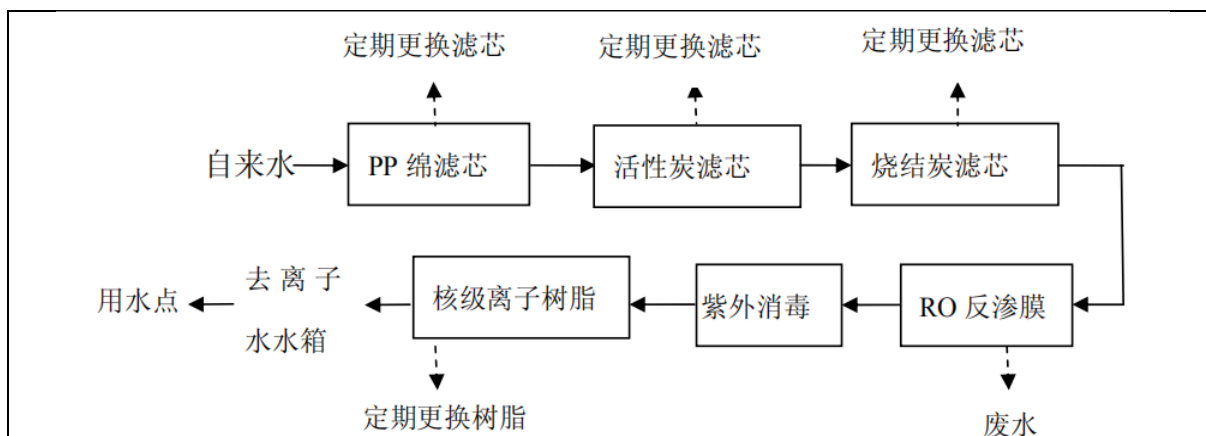 定期更换滤芯
定期更换滤芯
定期更换滤芯
自来水
PP 绵滤芯
活性炭滤芯
烧结炭滤芯
用水点
去 离 子
水水箱
核级离子树脂
紫外消毒
RO 反渗膜
定期更换树脂
废水